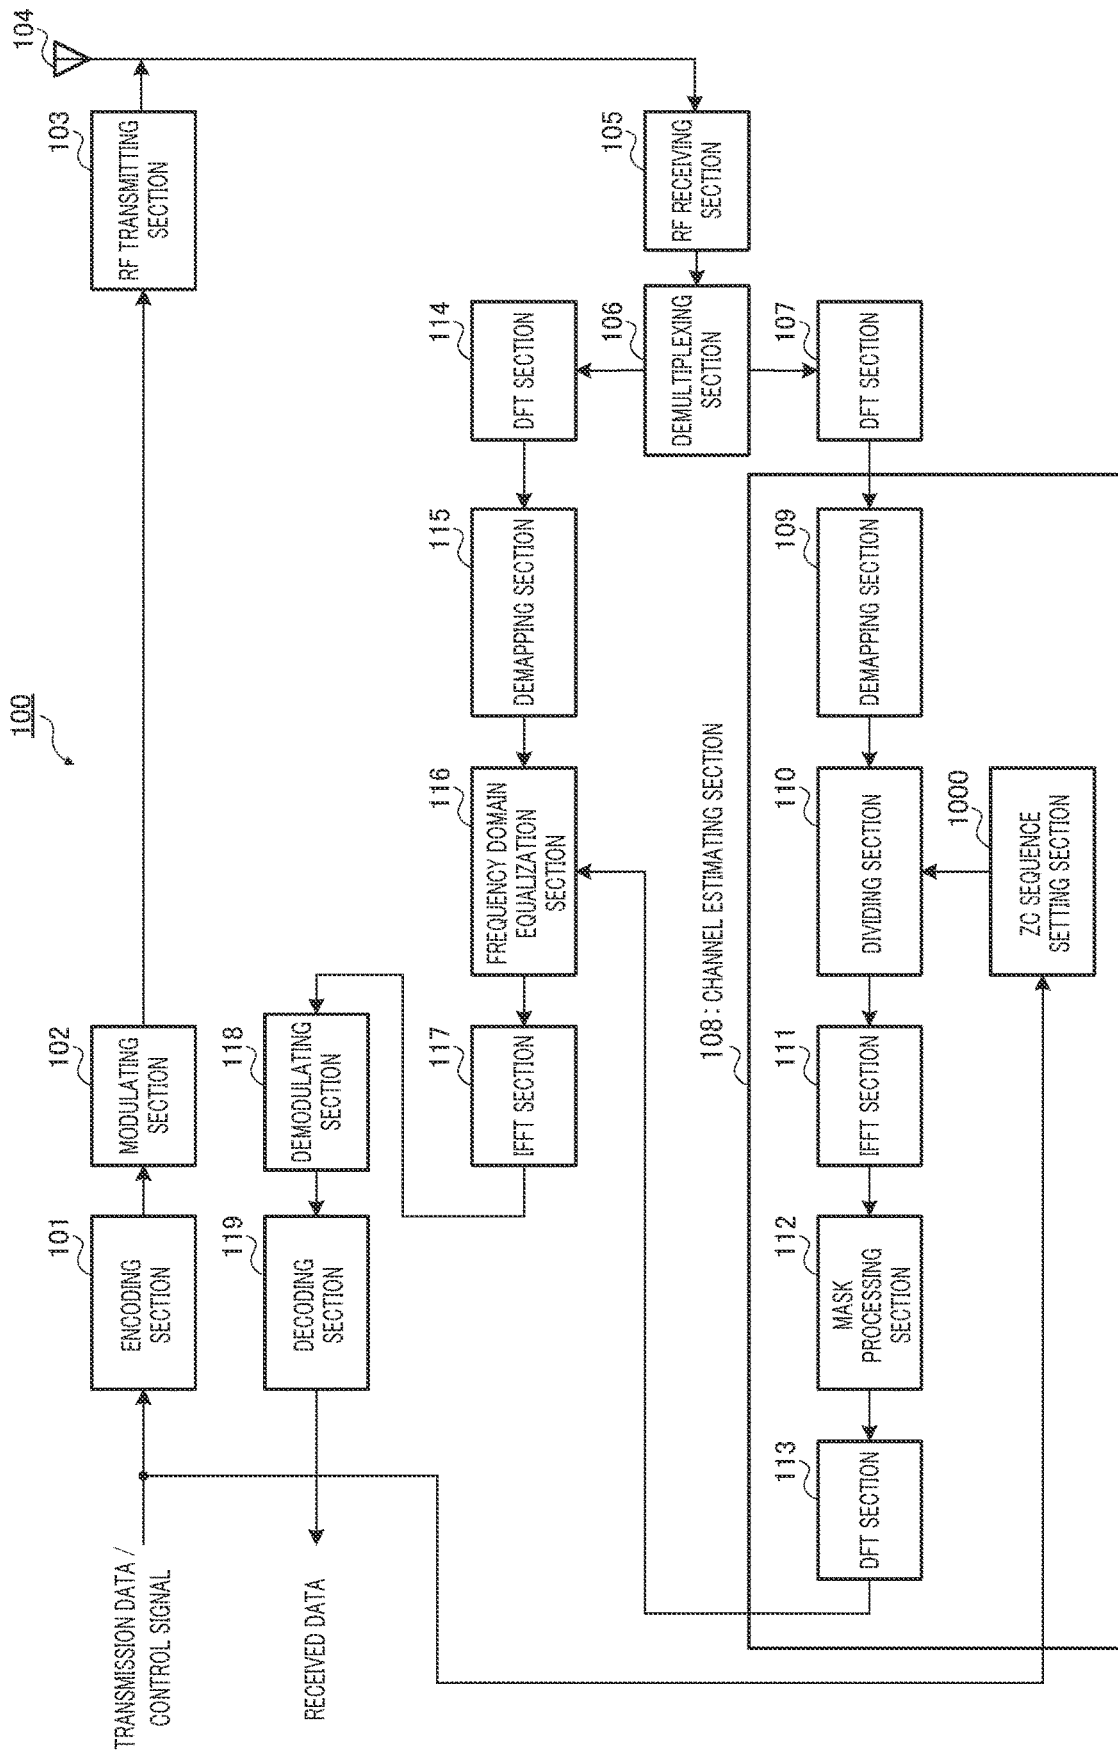 100
TRANSMISSION DATA /
CONTROL SIGNAL
101
ENCODING
SECTION
102
MODULATING
SECTION
103
RF TRANSMITTING
SECTION
104
RECEIVED DATA
119
DECODING
SECTION
118
DEMODULATING
SECTION
117
IFFT SECTION
116
FREQUENCY DOMAIN
EQUALIZATION
SECTION
115
DEMAPPING SECTION
114
DFT SECTION
106
DEMULTIPLEXING
SECTION
105
RF RECEIVING
SECTION
108 : CHANNEL ESTIMATING SECTION
113
DFT SECTION
112
MASK
PROCESSING
SECTION
111
IFFT SECTION
110
DIVIDING SECTION
109
DEMAPPING SECTION
107
DFT SECTION
1000
ZC SEQUENCE
SETTING SECTION